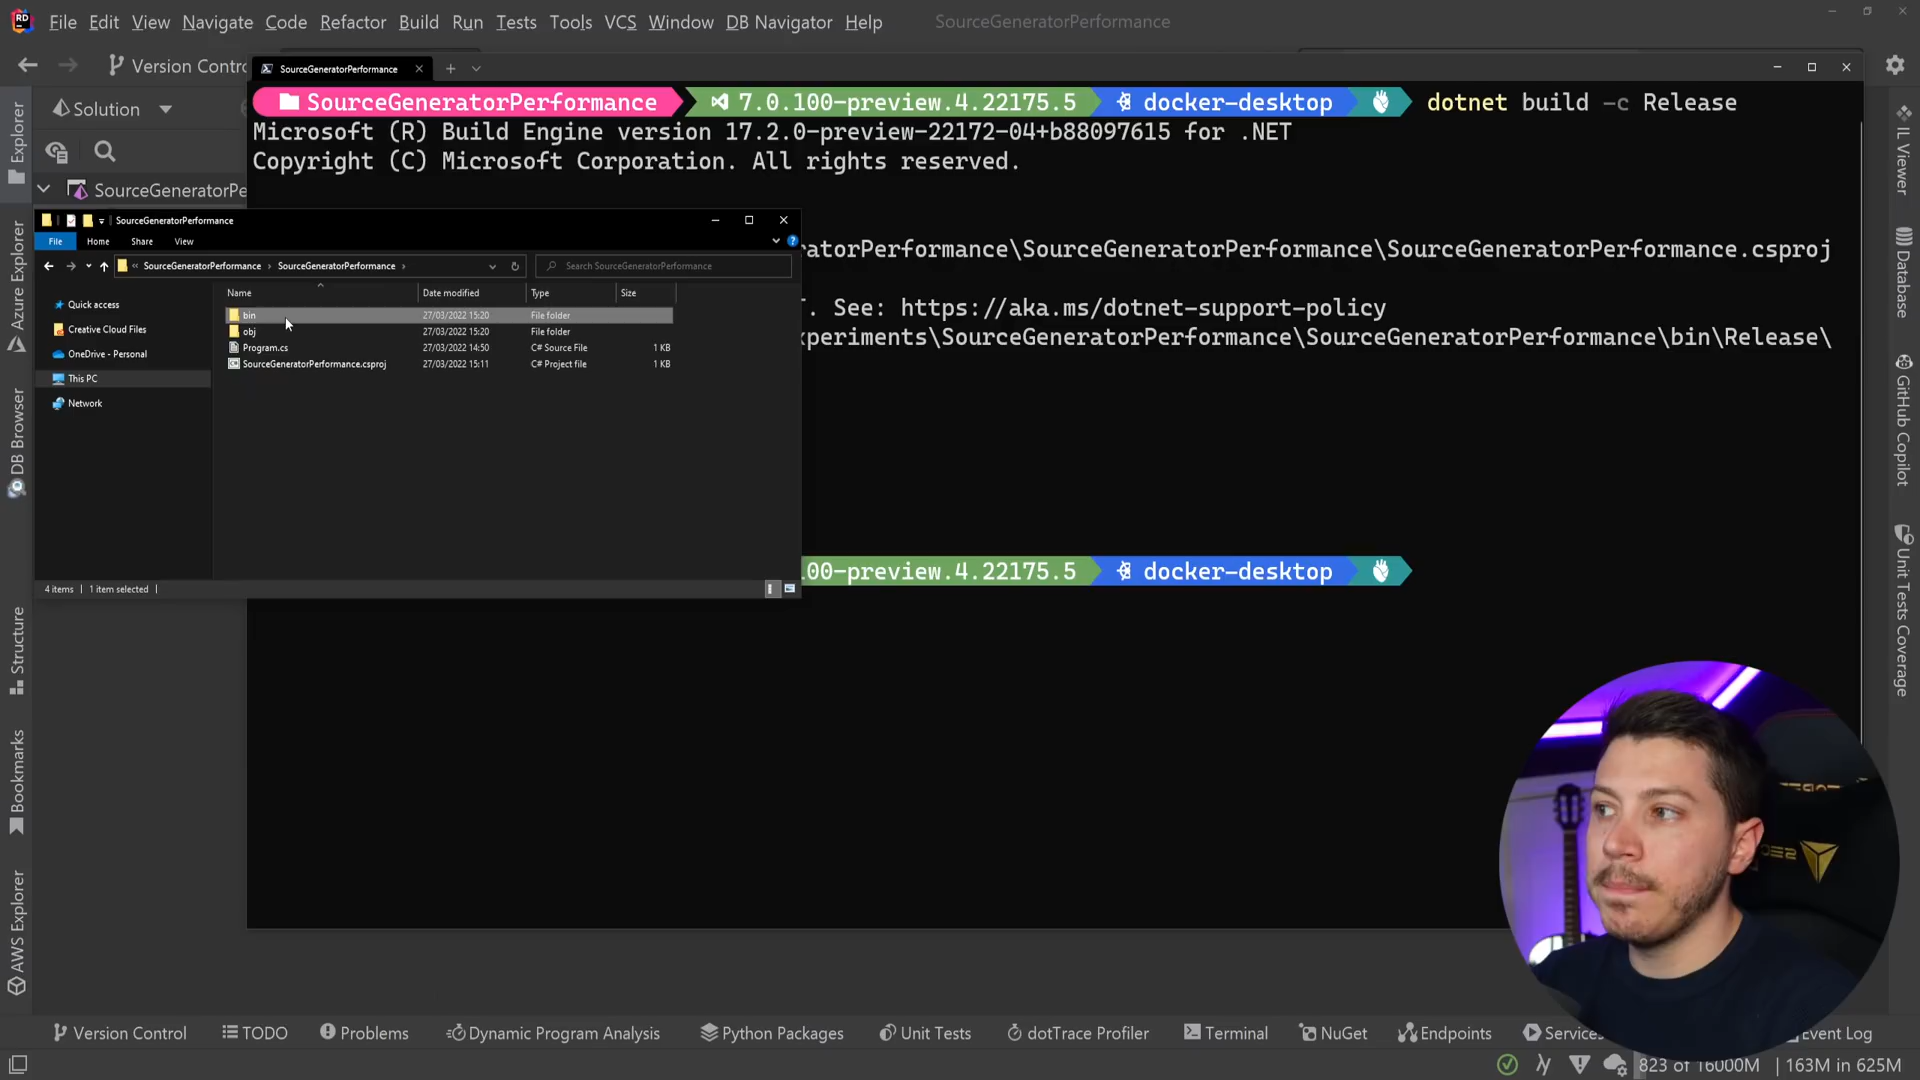 File Edit View Navigate Code Refactor Build Run Tests Tools VCS Window DB Navigator Help SourceGeneratorPerformance
Version Contro
SourceGeneratorPerformance
Solution
SourceGeneratorPe
SourceGeneratorPerformance 7.0.100-preview.4.22175.5 docker-desktop dotnet build -c Release
Microsoft (R) Build Engine version 17.2.0-preview-22172-04+b88097615 for .NET
Copyright (C) Microsoft Corporation. All rights reserved.
ratorPerformance\SourceGeneratorPerformance\SourceGeneratorPerformance.csproj
. See: https://aka.ms/dotnet-support-policy
xperiments\SourceGeneratorPerformance\SourceGeneratorPerformance\bin\Release\
00-preview.4.22175.5 docker-desktop
SourceGeneratorPerformance
File Home Share View
SourceGeneratorPerformance › SourceGeneratorPerformance ›
Search SourceGeneratorPerformance
Quick access
Creative Cloud Files
OneDrive - Personal
This PC
Network
Name Date modified Type Size
bin 27/03/2022 15:20 File folder
obj 27/03/2022 15:20 File folder
Program.cs 27/03/2022 14:50 C# Source File 1 KB
SourceGeneratorPerformance.csproj 27/03/2022 15:11 C# Project file 1 KB
4 items 1 item selected
Explorer
Azure Explorer
DB Browser
Structure
Bookmarks
AWS Explorer
IL Viewer
Database
GitHub Copilot
Unit Tests Coverage
Version Control TODO Problems Dynamic Program Analysis Python Packages Unit Tests dotTrace Profiler Terminal NuGet Endpoints Services Event Log
823 of 16000M 163M in 625M